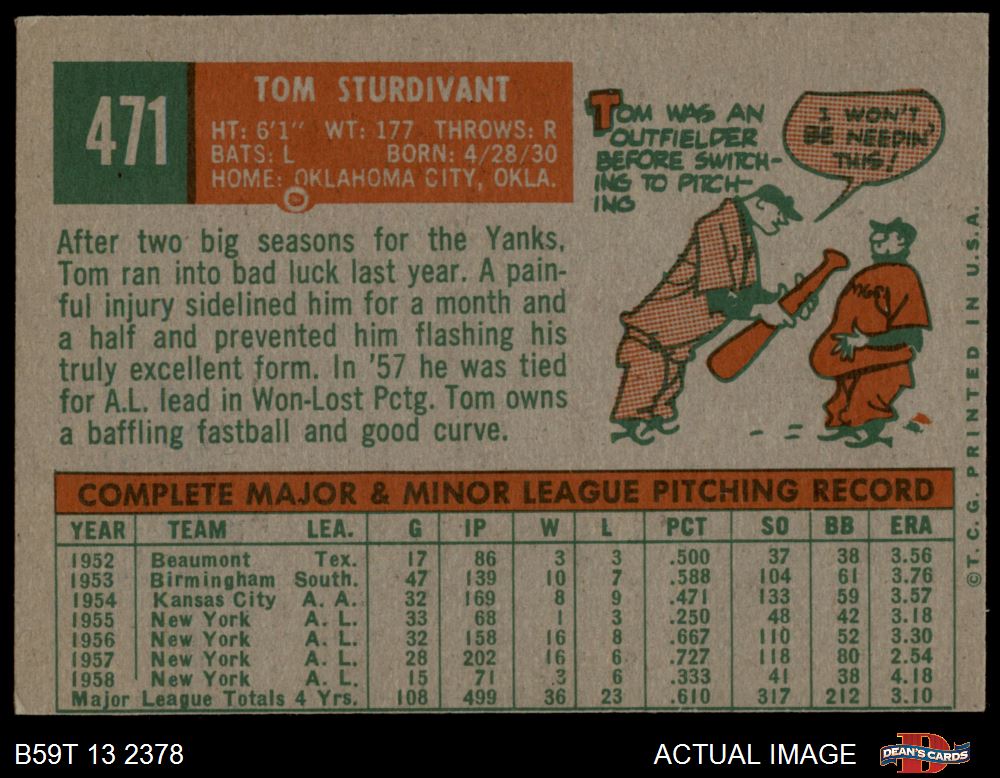 471
TOM STURDIVANT
HT: 6'1" WT: 177 THROWS: R
BATS: L BORN: 4/28/30
HOME: OKLAHOMA CITY, OKLA.
TOM WAS AN
OUTFIELDER
BEFORE SWITCH-
ING TO PITCH-
ING
I WON'T
BE NEEDIN'
THIS!
After two big seasons for the Yanks,
Tom ran into bad luck last year. A pain-
ful injury sidelined him for a month and
a half and prevented him flashing his
truly excellent form. In '57 he was tied
for A.L. lead in Won-Lost Pctg. Tom owns
a baffling fastball and good curve.
COMPLETE MAJOR & MINOR LEAGUE PITCHING RECORD
YEAR TEAM LEA. G IP W L PCT SO BB ERA
1952 Beaumont Tex. 17 86 3 3 .500 37 38 3.56
1953 Birmingham South. 47 139 10 7 .588 104 61 3.76
1954 Kansas City A. A. 32 169 8 9 .471 133 59 3.57
1955 New York A. L. 33 68 1 3 .250 48 42 3.18
1956 New York A. L. 32 158 16 8 .667 110 52 3.30
1957 New York A. L. 28 202 16 6 .727 118 80 2.54
1958 New York A. L. 15 71 3 6 .333 41 38 4.18
Major League Totals 4 Yrs. 108 499 36 23 .610 317 212 3.10
© T. C. G. PRINTED IN U.S.A.
B59T 13 2378
ACTUAL IMAGE
DEAN'S CARDS